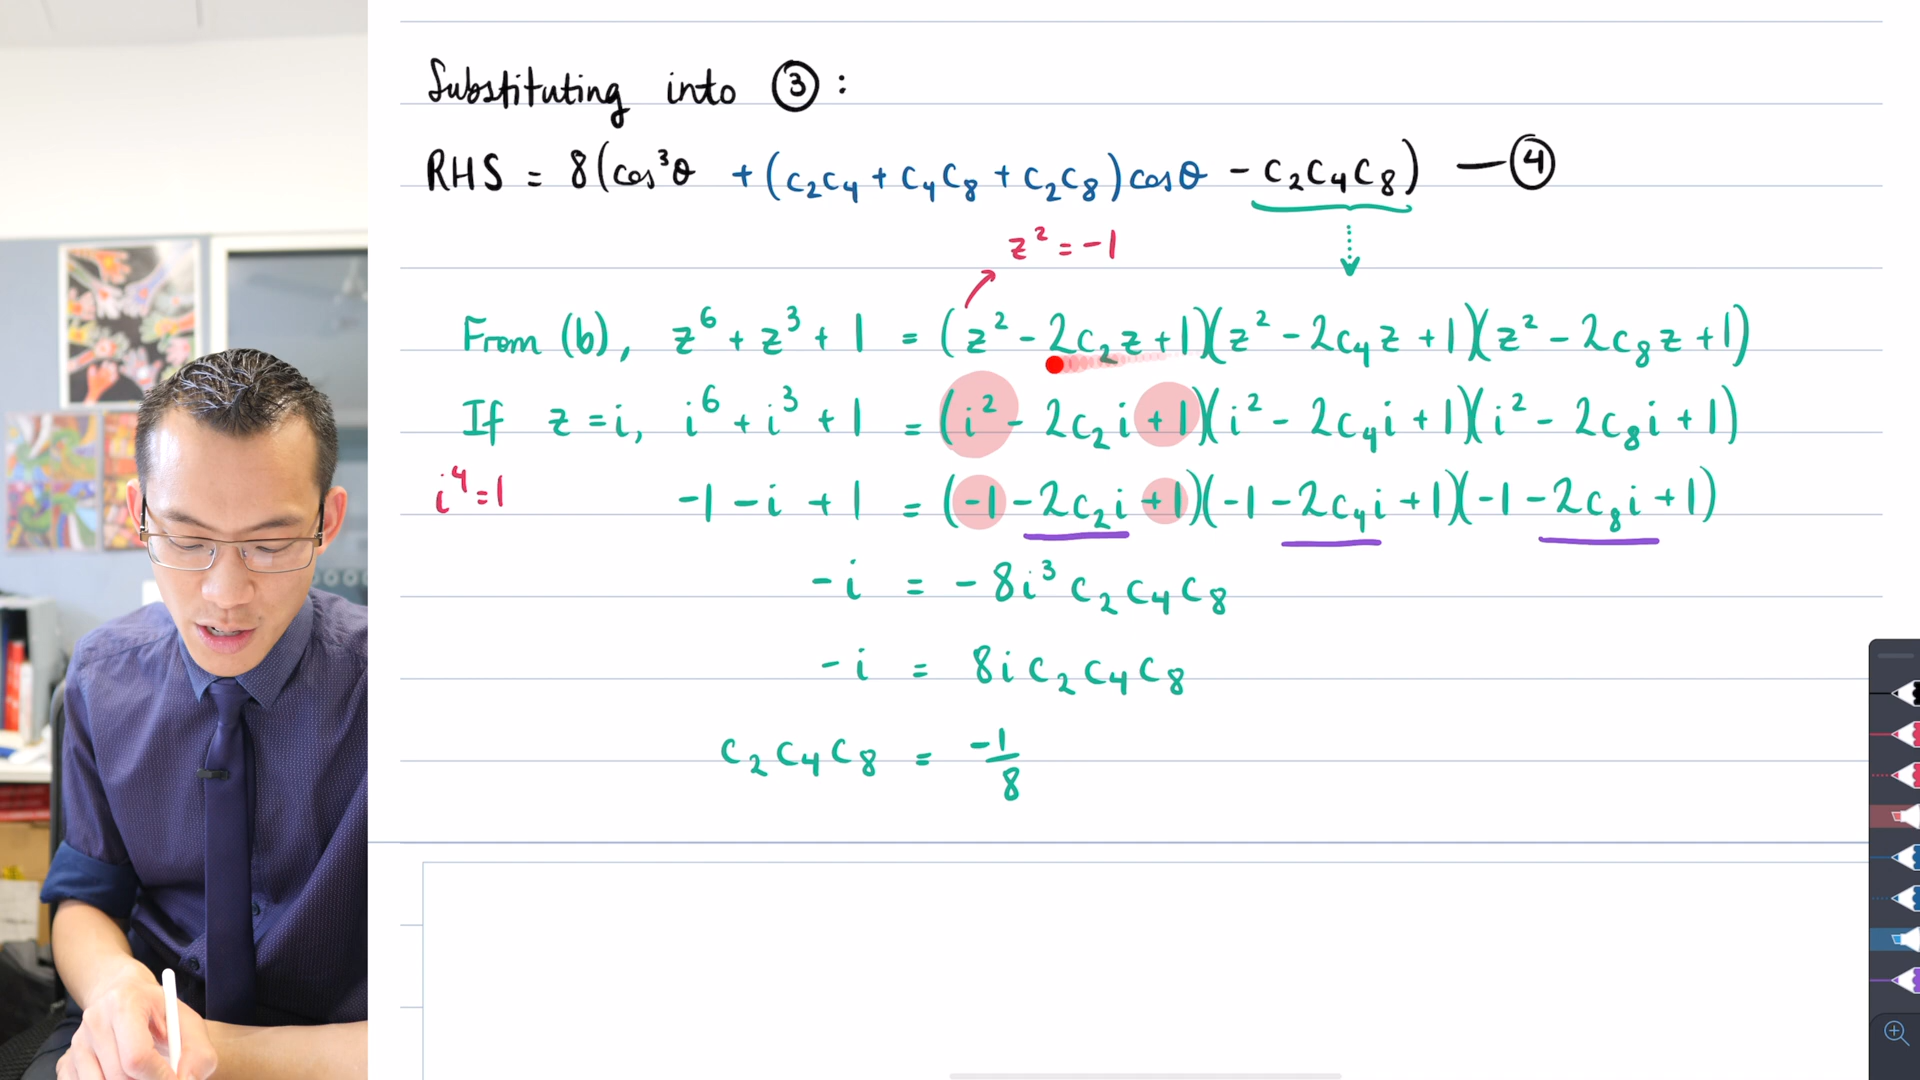 Substituting into ③ :
RHS = 8(cos³θ + (c₂c₄ + c₄c₈ + c₂c₈)cosθ - c₂c₄c₈) — ④
z² = -1
From (b), z⁶ + z³ + 1 = (z² - 2c₂z + 1)(z² - 2c₄z + 1)(z² - 2c₈z + 1)
If z = i, i⁶ + i³ + 1 = (i² - 2c₂i + 1)(i² - 2c₄i + 1)(i² - 2c₈i + 1)
i⁴ = 1 -1 - i + 1 = (-1 - 2c₂i + 1)(-1 - 2c₄i + 1)(-1 - 2c₈i + 1)
-i = -8i³c₂c₄c₈
-i = 8ic₂c₄c₈
c₂c₄c₈ = -1/8